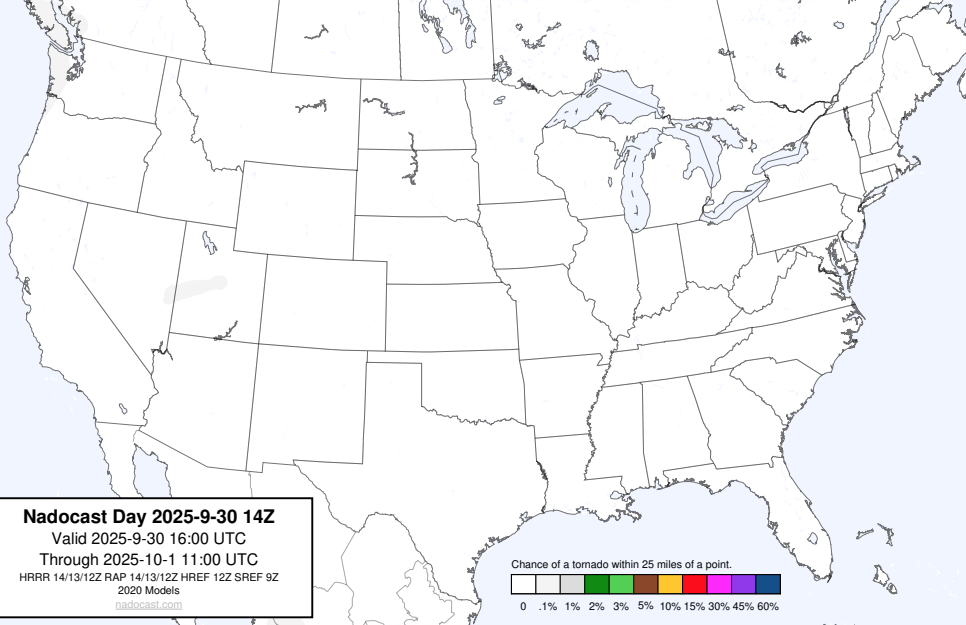 Nadocast Day 2025-9-30 14Z
Valid 2025-9-30 16:00 UTC
Through 2025-10-1 11:00 UTC
HRRR 14/13/12Z RAP 14/13/12Z HREF 12Z SREF 9Z
2020 Models
nadocast.com
Chance of a tornado within 25 miles of a point.
0 .1% 1% 2% 3% 5% 10% 15% 30% 45% 60%